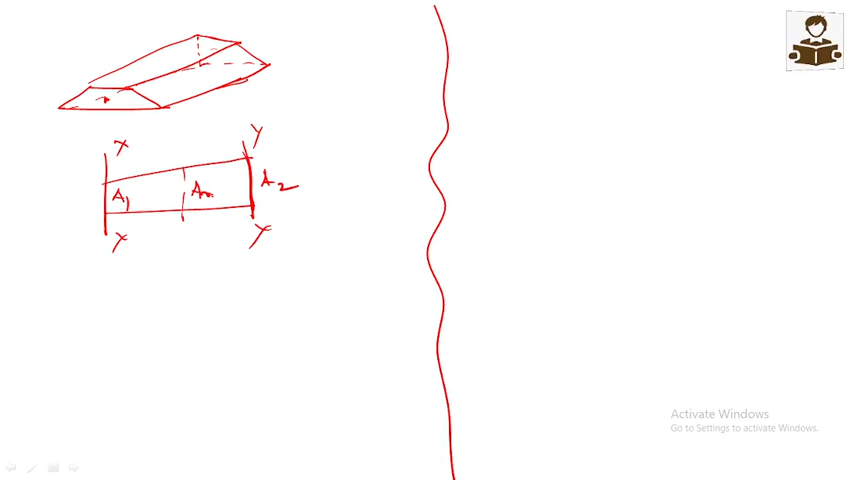 X Y
A1 Am A2
X Y
Activate Windows
Go to Settings to activate Windows.